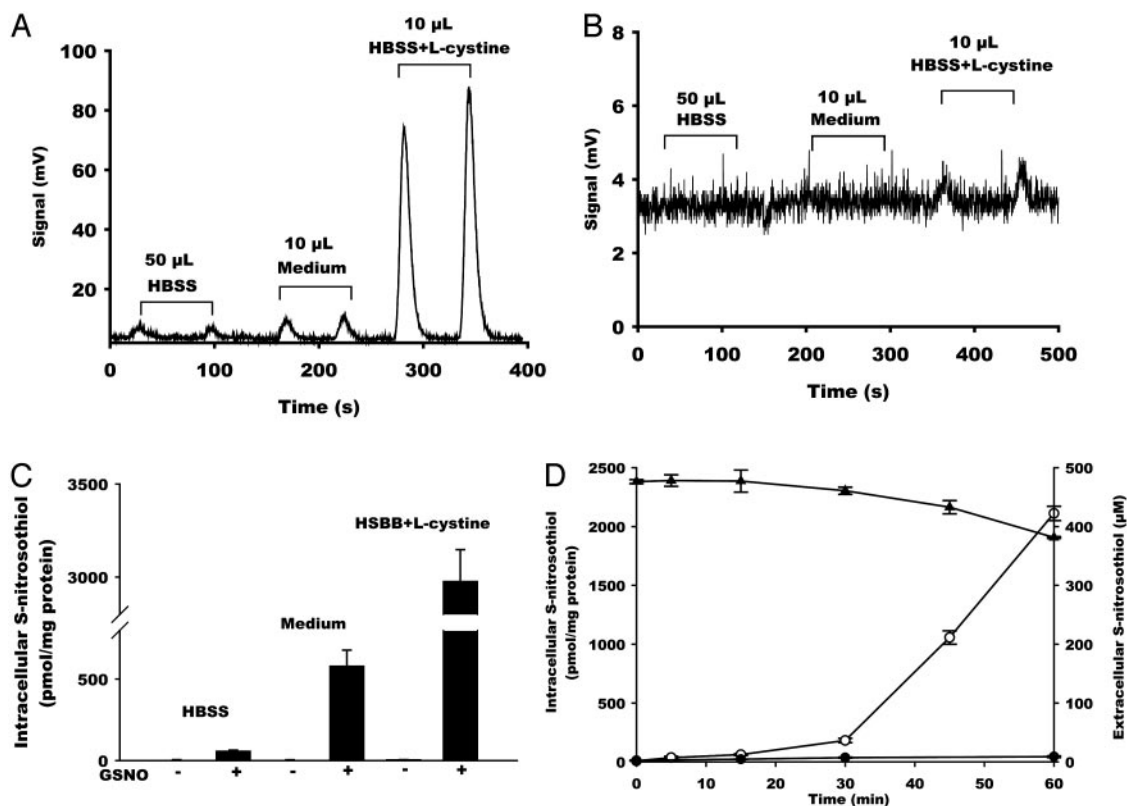 A
10 µL
HBSS+L-cystine
50 µL
HBSS
10 µL
Medium
Signal (mV)
100
80
60
40
20
0 100 200 300 400
Time (s)
B
10 µL
HBSS+L-cystine
50 µL
HBSS
10 µL
Medium
Signal (mV)
8
6
4
2
0
0 100 200 300 400 500
Time (s)
C
HSBB+L-cystine
Medium
HBSS
Intracellular S-nitrosothiol
(pmol/mg protein)
3500
3000
500
0
GSNO - + - + - +
D
Intracellular S-nitrosothiol
(pmol/mg protein)
2500
2000
1500
1000
500
0
Extracellular S-nitrosothiol (µM)
500
400
300
200
100
0
0 10 20 30 40 50 60
Time (min)